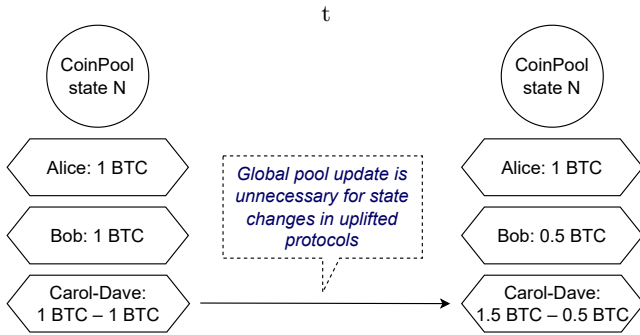 t
CoinPool
state N
Alice: 1 BTC
Bob: 1 BTC
Carol-Dave:
1 BTC – 1 BTC
Global pool update is
unnecessary for state
changes in uplifted
protocols
CoinPool
state N
Alice: 1 BTC
Bob: 0.5 BTC
Carol-Dave:
1.5 BTC – 0.5 BTC